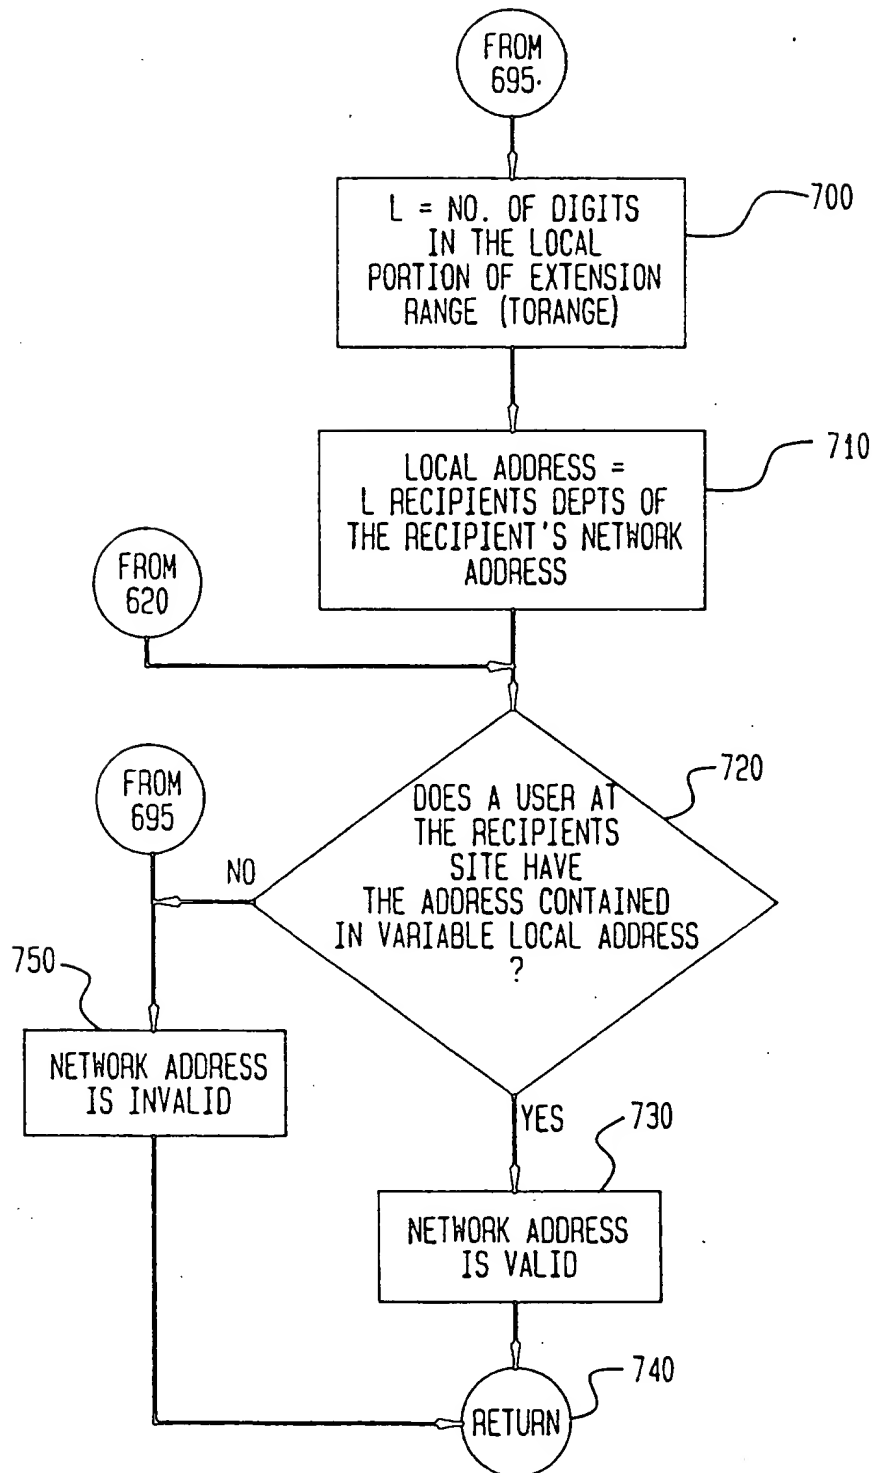 FROM
695.
700
L = NO. OF DIGITS
IN THE LOCAL
PORTION OF EXTENSION
RANGE (TORANGE)
710
LOCAL ADDRESS =
L RECIPIENTS DEPTS OF
THE RECIPIENT'S NETWORK
ADDRESS
FROM
620
FROM
695
720
DOES A USER AT
THE RECIPIENTS
SITE HAVE
THE ADDRESS CONTAINED
IN VARIABLE LOCAL ADDRESS
?
NO
750
NETWORK ADDRESS
IS INVALID
YES
730
NETWORK ADDRESS
IS VALID
740
RETURN